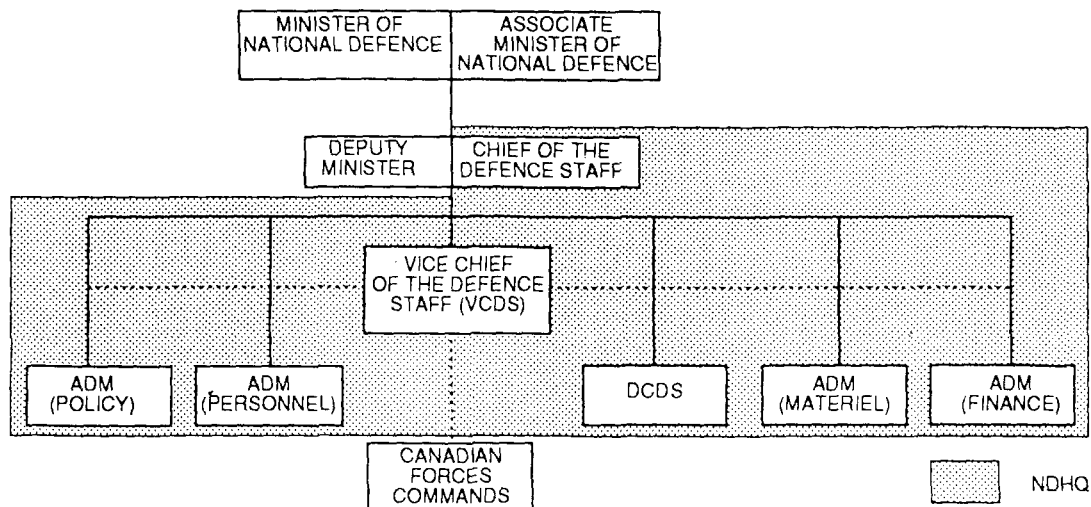 MINISTER OF
NATIONAL DEFENCE
ASSOCIATE
MINISTER OF
NATIONAL DEFENCE
DEPUTY
MINISTER
CHIEF OF THE
DEFENCE STAFF
VICE CHIEF
OF THE DEFENCE
STAFF (VCDS)
ADM
(POLICY)
ADM
(PERSONNEL)
DCDS
ADM
(MATERIEL)
ADM
(FINANCE)
CANADIAN
FORCES
COMMANDS
NDHQ